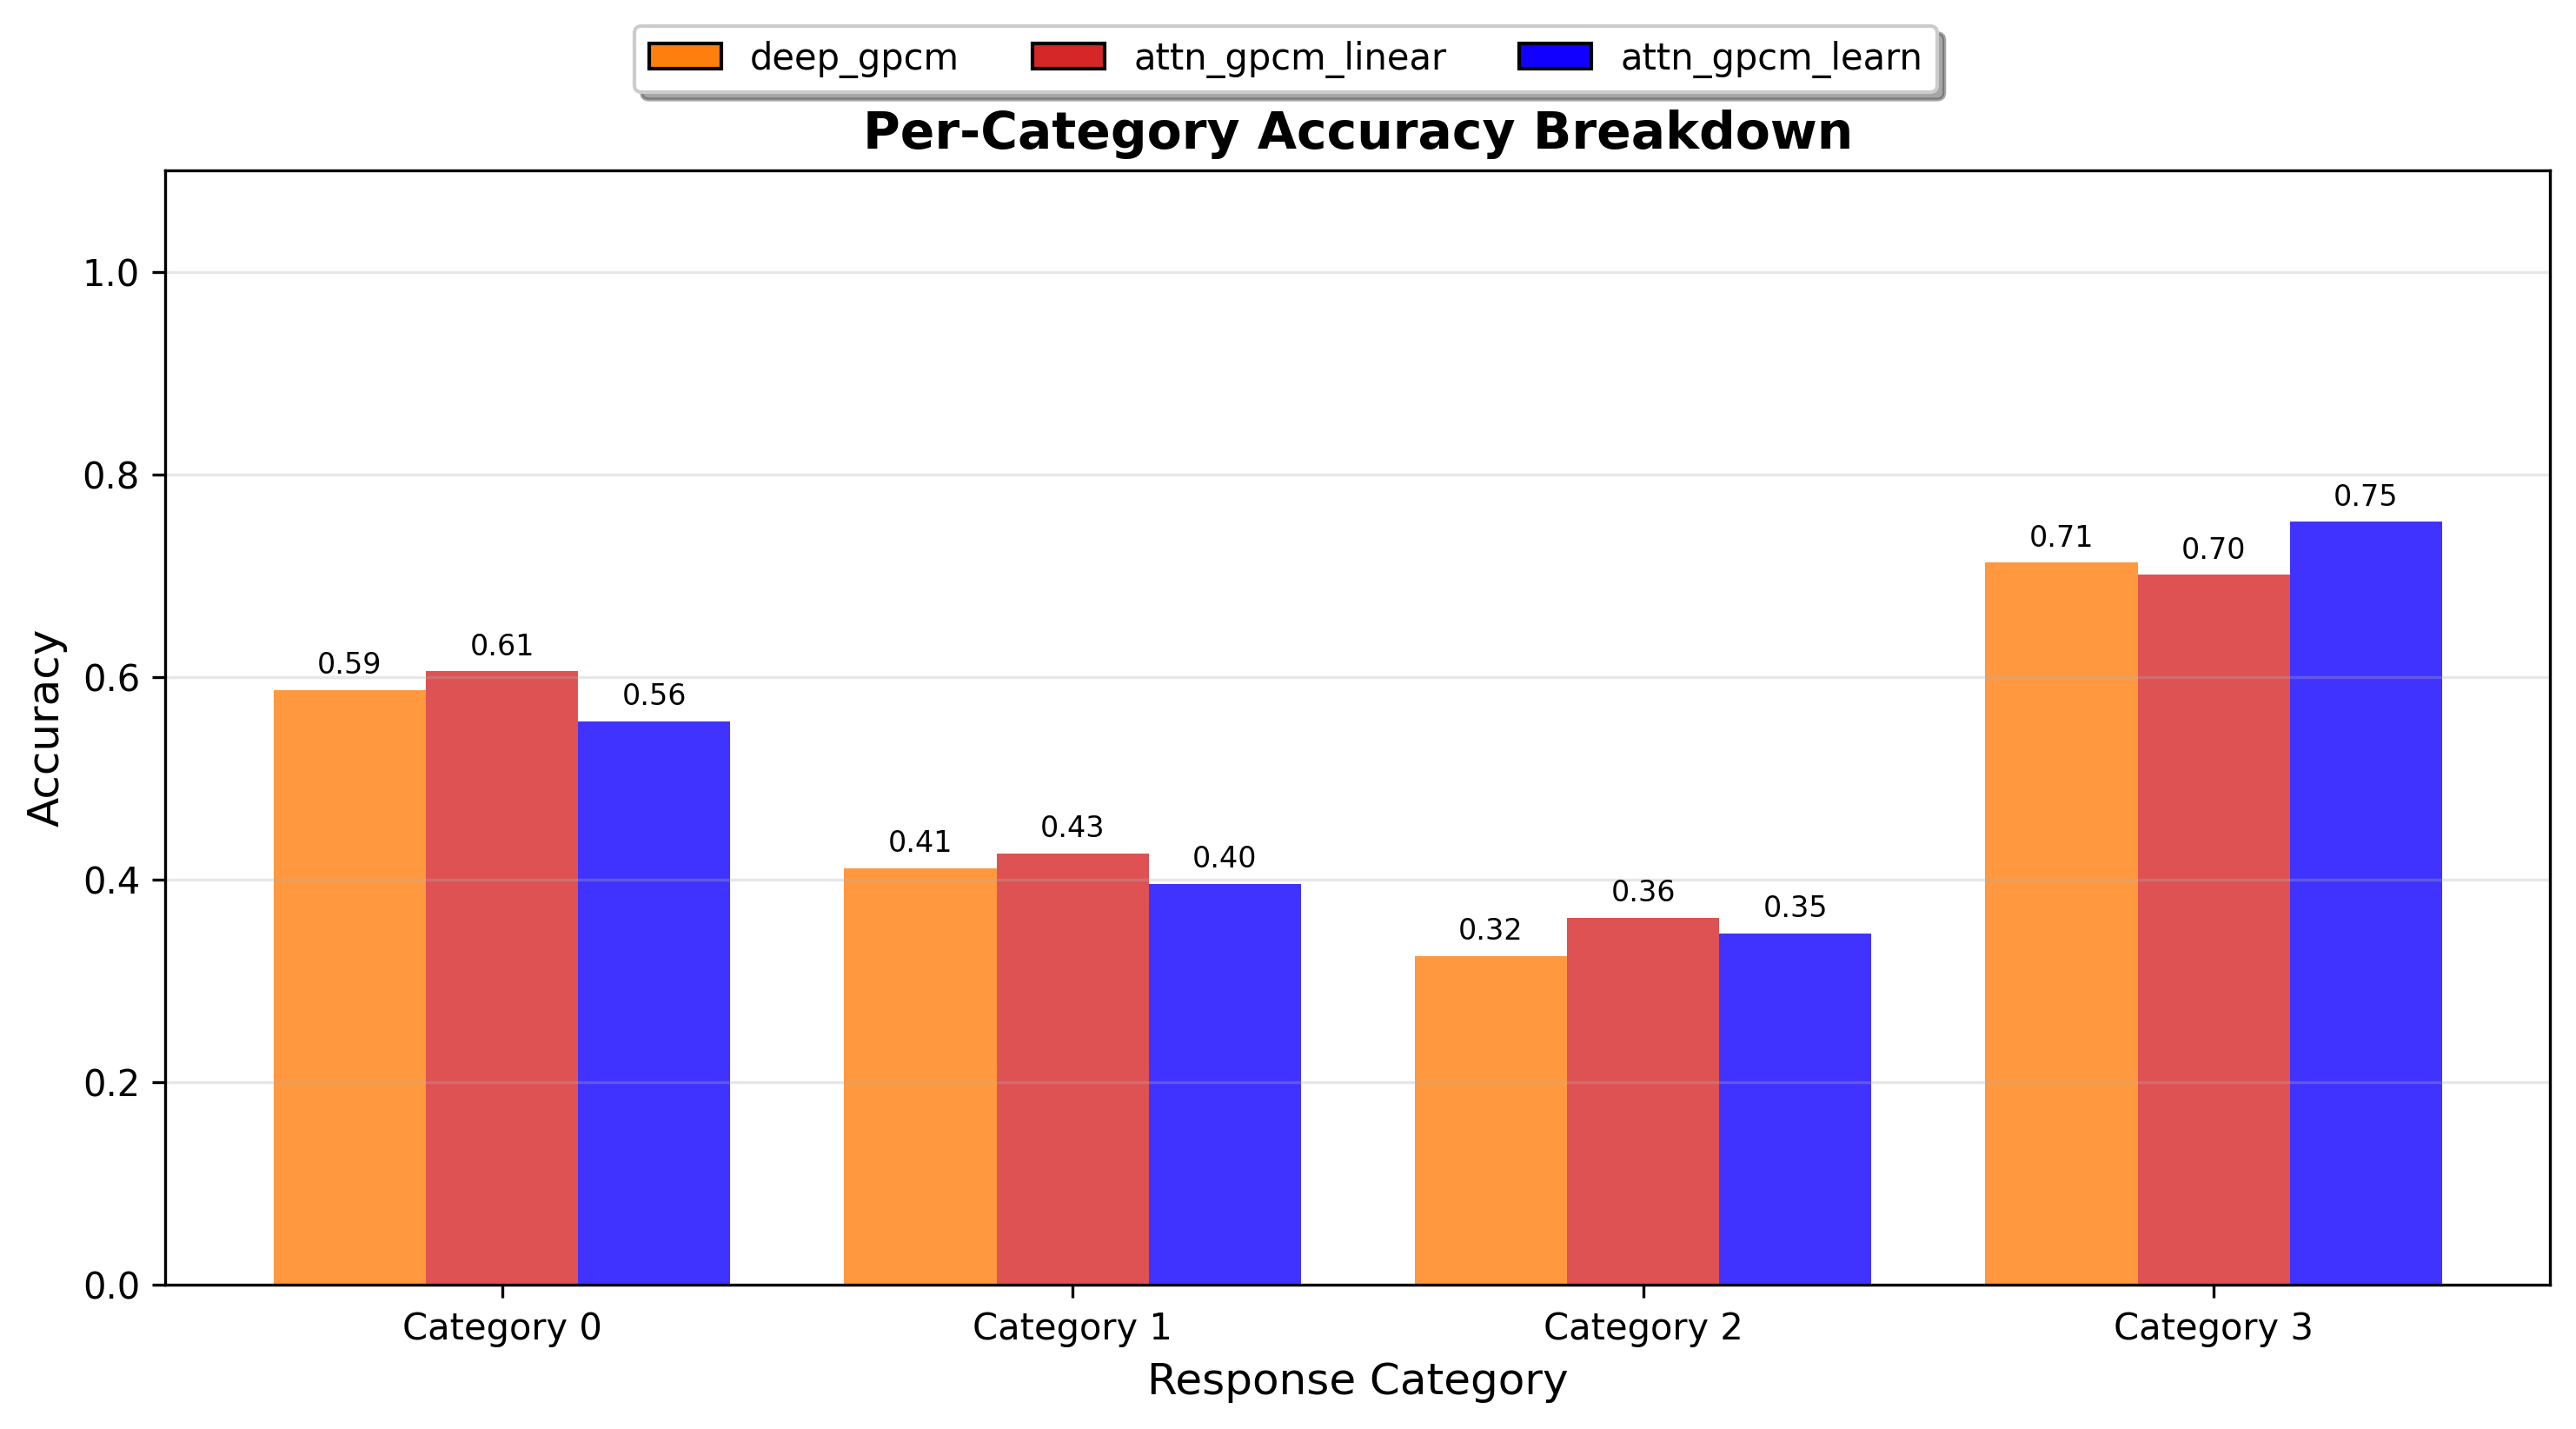 deep_gpcm attn_gpcm_linear attn_gpcm_learn
Per-Category Accuracy Breakdown
1.0
0.8
0.6
0.4
0.2
0.0
Accuracy
0.59 0.61 0.56
0.41 0.43 0.40
0.32 0.36 0.35
0.71 0.70 0.75
Category 0 Category 1 Category 2 Category 3
Response Category